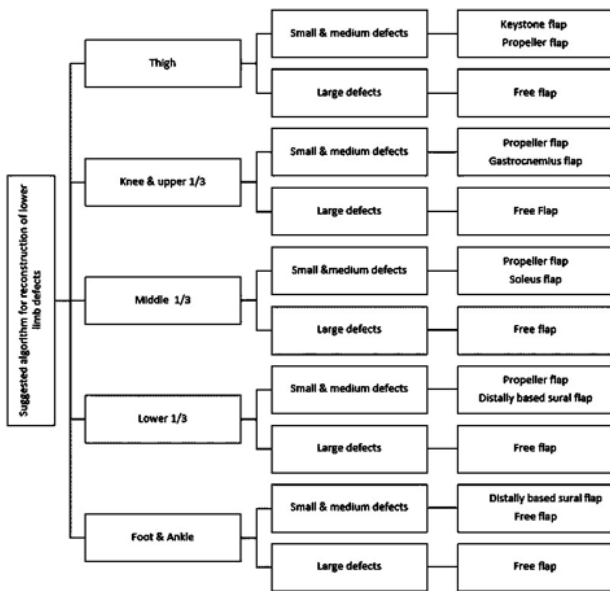 Suggested algorithm for reconstruction of lower
limb defects
Thigh
Small & medium defects
Keystone flap
Propeller flap
Large defects
Free flap
Knee & upper 1/3
Small & medium defects
Propeller flap
Gastrocnemius flap
Large defects
Free Flap
Middle 1/3
Small &medium defects
Propeller flap
Soleus flap
Large defects
Free flap
Lower 1/3
Small & medium defects
Propeller flap
Distally based sural flap
Large defects
Free flap
Foot & Ankle
Small & medium defects
Distally based sural flap
Free flap
Large defects
Free flap